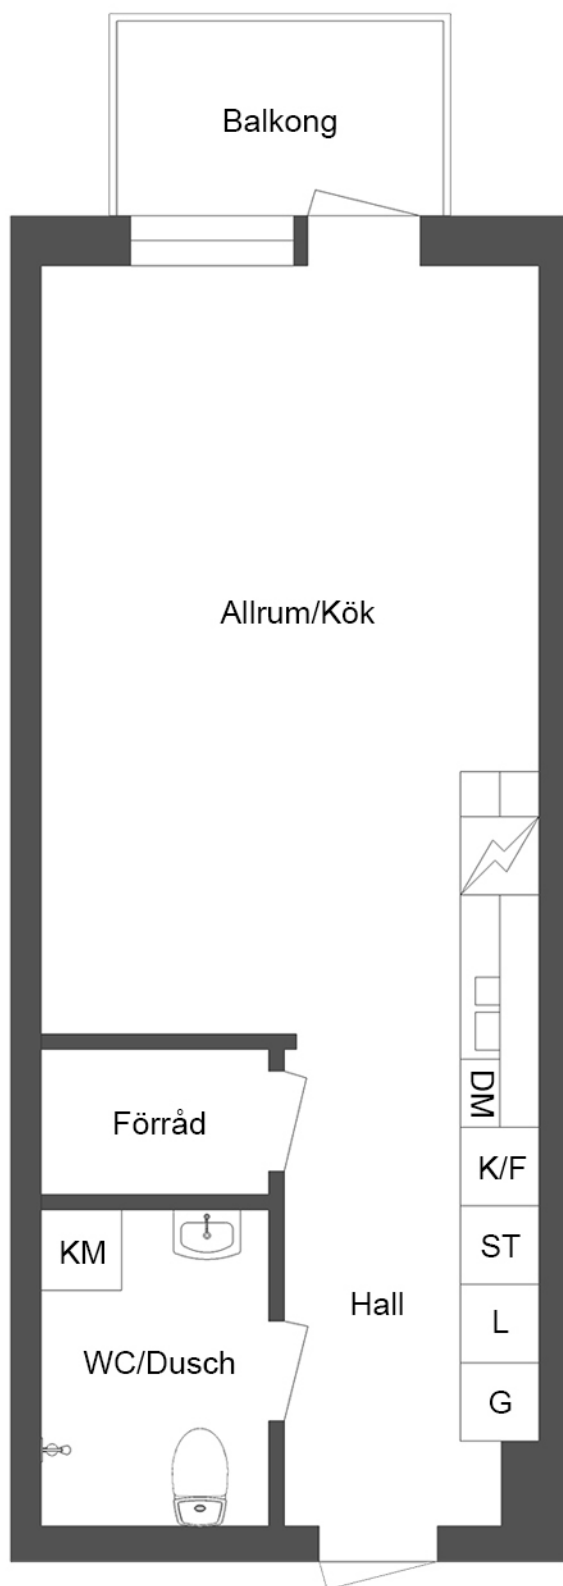 Balkong
Allrum/Kök
DM
Förråd
K/F
KM
ST
Hall
L
WC/Dusch
G